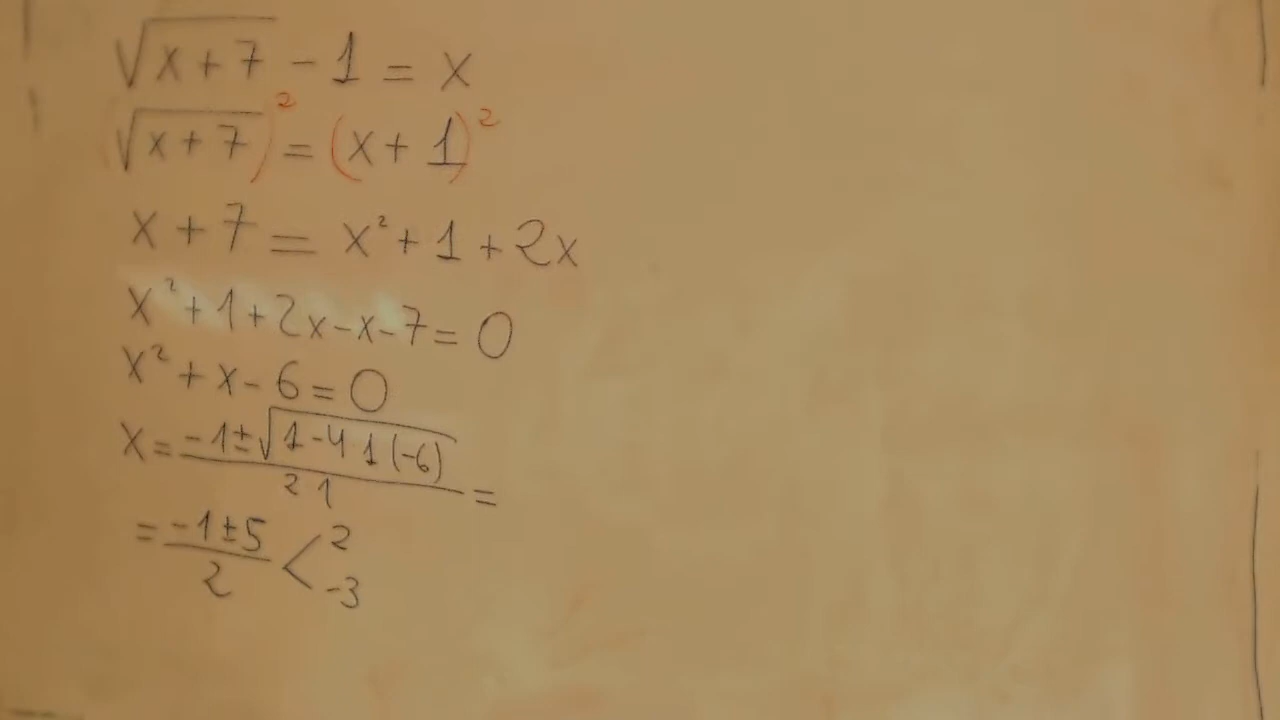 √x+7 - 1 = x
(√x+7)² = (x+1)²
x+7 = x²+1+2x
x²+1+2x-x-7=0
x²+x-6=0
x= -1±√1-4·1(-6) / 2·1 =
= -1±5 / 2 < 2 -3